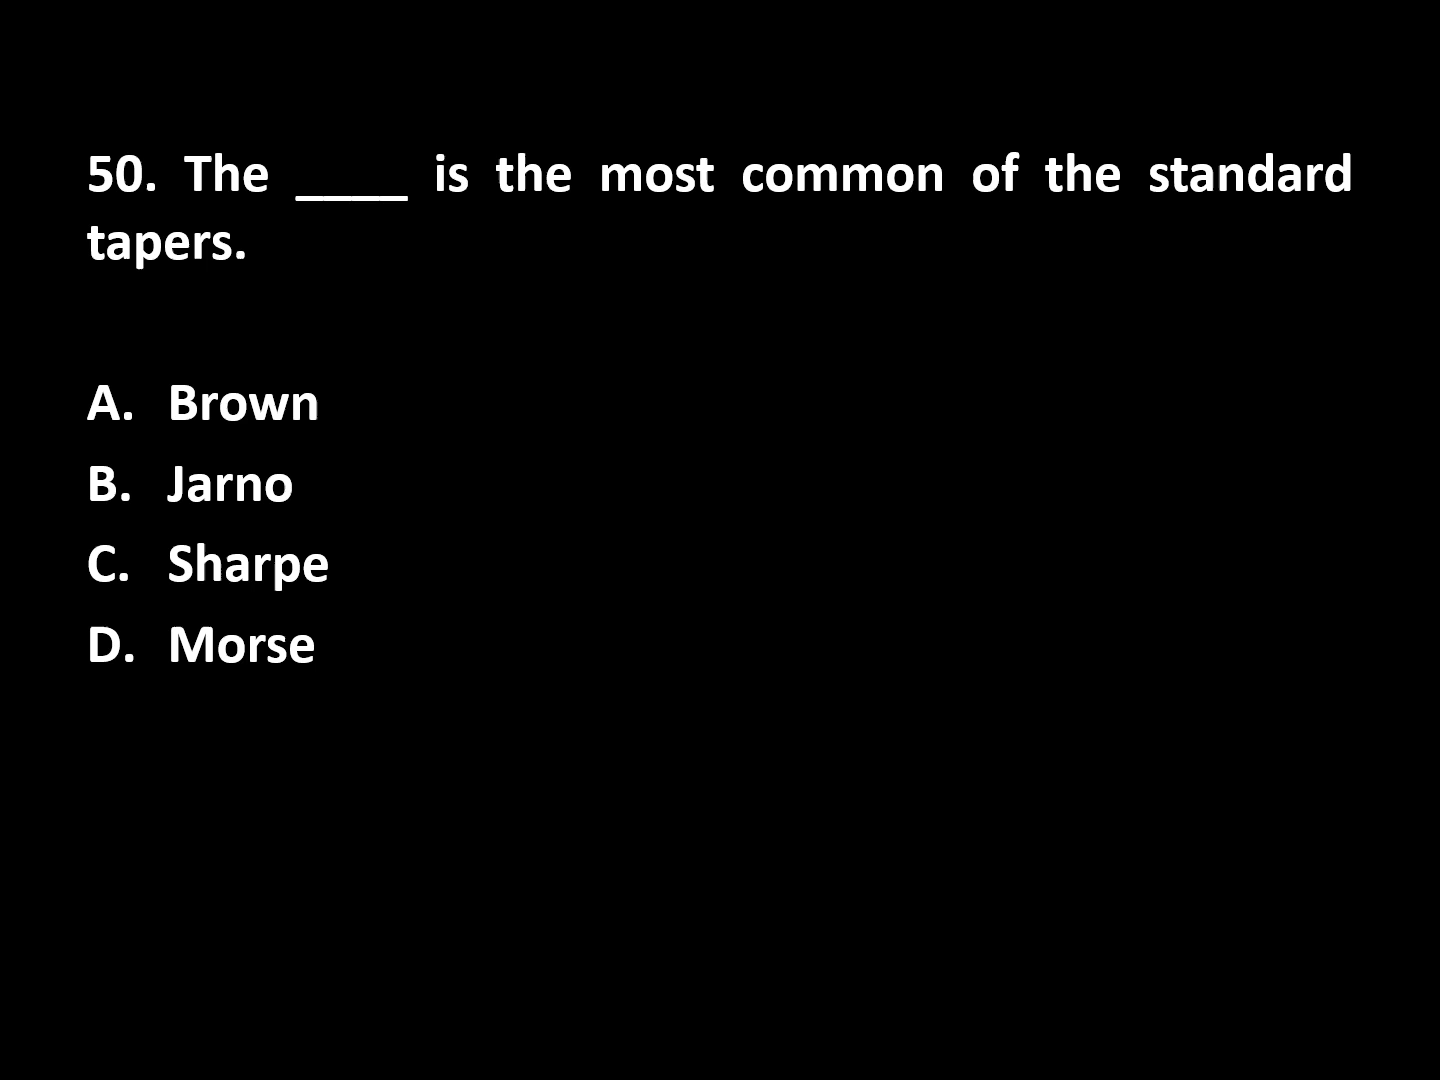 50. The ____ is the most common of the standard
tapers.
A. Brown
B. Jarno
C. Sharpe
D. Morse